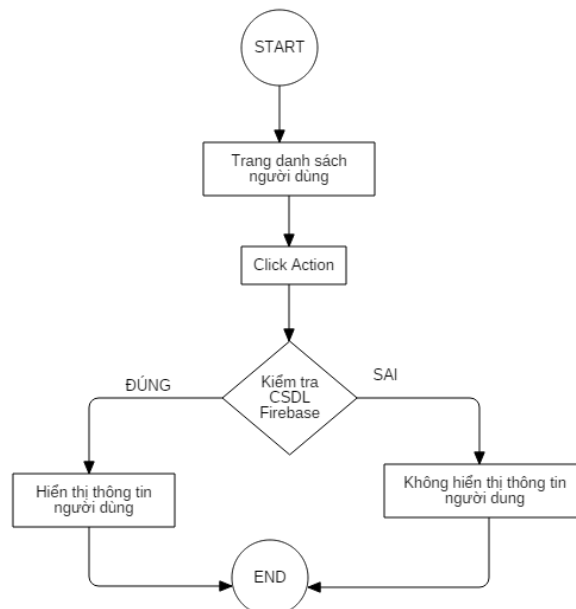 START
Trang danh sách
người dùng
Click Action
Kiểm tra
CSDL
Firebase
ĐÚNG
SAI
Hiển thị thông tin
người dùng
Không hiển thị thông tin
người dung
END